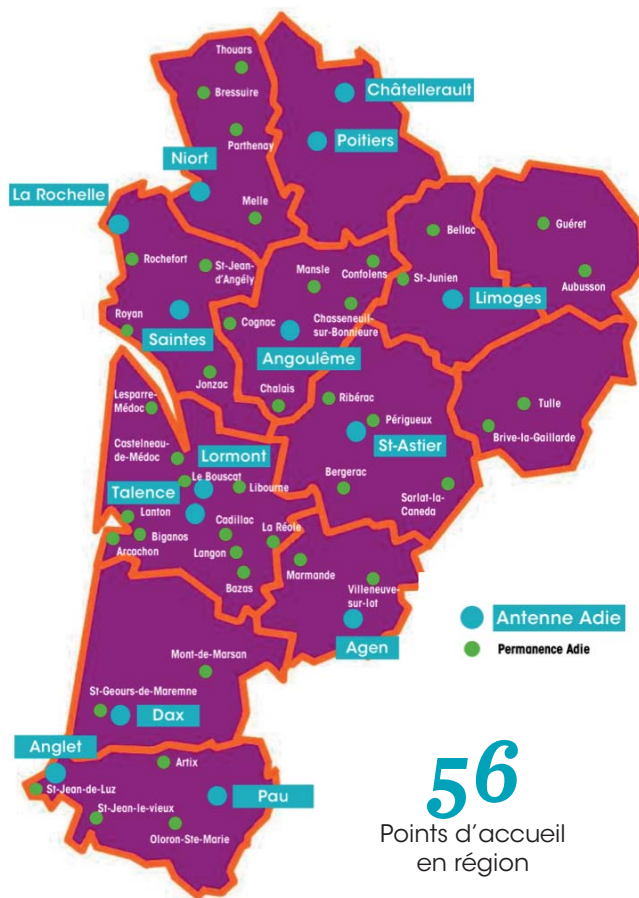 Thouars
Châtellerault
Bressuire
Parthenay
Poitiers
Niort
La Rochelle
Melle
Bellac
Guéret
Rochefort
St-Jean-
d'Angély
Mansle
Confolens
St-Junien
Aubusson
Limoges
Royan
Saintes
Cognac
Chasseneuil-
sur-Bonnieure
Angoulême
Jonzac
Chalais
Ribérac
Lesparre-
Médoc
Périgueux
Tulle
St-Astier
Brive-la-Gaillarde
Castelneau-
de-Médoc
Lormont
Le Bouscat
Libourne
Bergerac
Sarlat-la-
Caneda
Talence
Lanton
Cadillac
La Réole
Arcachon
Biganos
Langon
Bazas
Marmande
Villeneuve-
sur-lot
Agen
Antenne Adie
Permanence Adie
Mont-de-Marsan
St-Geours-de-Maremne
Dax
Anglet
St-Jean-de-Luz
Artix
Pau
St-Jean-le-vieux
Oloron-Ste-Marie
56
Points d'accueil
en région